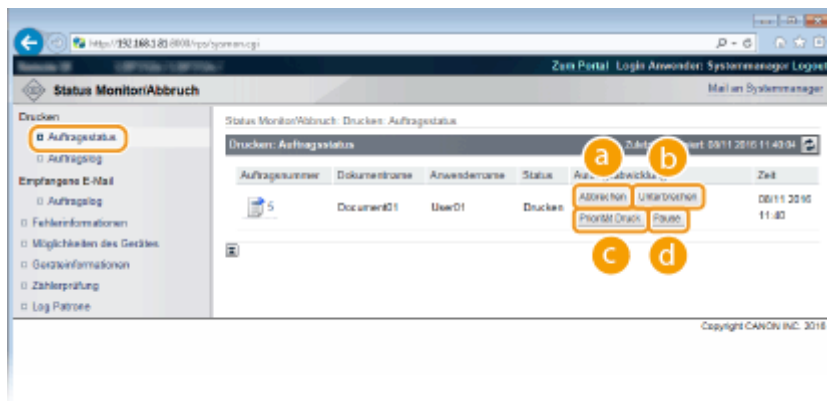 http://192.168.1.81:8000/rps/sysmon.cgi
Zum Portal Login Anwender: Systemmanager Logout
Status Monitor/Abbruch
Mail an Systemmanager
Drucken
Auftragsstatus
Auftragslog
Empfangene E-Mail
Auftragslog
Fehlerinformationen
Möglichkeiten des Gerätes
Geräteinformationen
Zählerprüfung
Log Patrone
Status Monitor/Abbruch: Drucken: Auftragsstatus
Drucken: Auftragsstatus
08/11 2016 11:40:04
a b
Auftragsnummer Dokumentname Anwendername Status Zeit
5 Document01 User01 Drucken Abbrechen Unterbrechen 08/11 2016
Priorität Druck Pause 11:40
c d
Copyright CANON INC. 2016